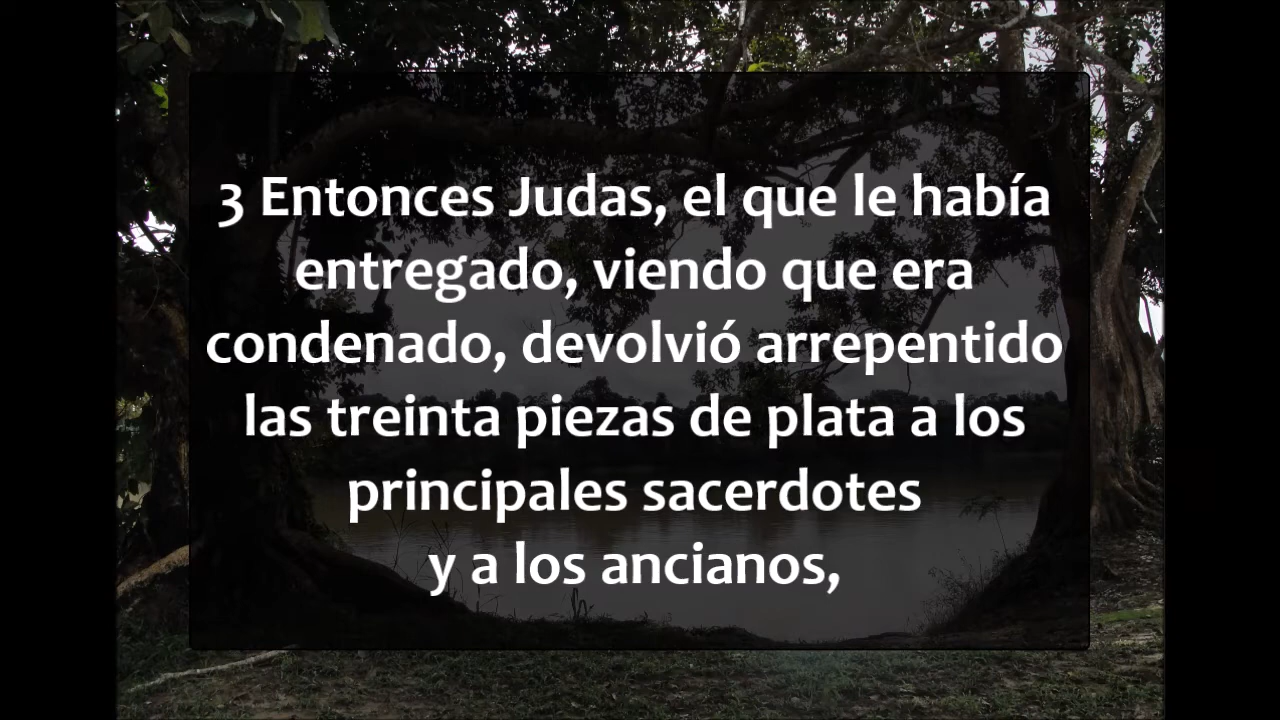 3 Entonces Judas, el que le había
entregado, viendo que era
condenado, devolvió arrepentido
las treinta piezas de plata a los
principales sacerdotes
y a los ancianos,